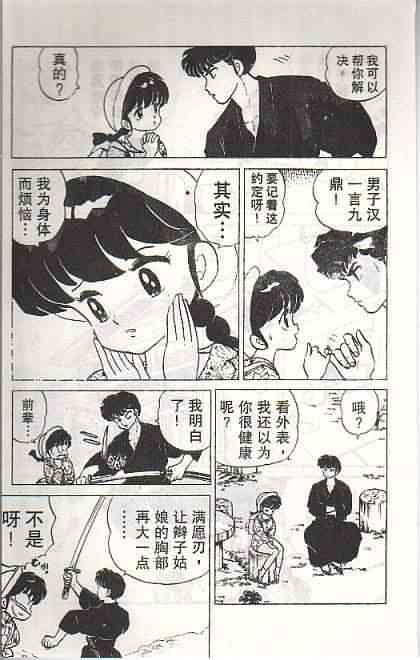 我可以
帮你解
决。
真的？
男子汉
一言九
鼎！
要记着这
约定呀！
其实…
我为身体
而烦恼…
哦？
看外表，
我还以为
你很健康
呢？
我明白
了！
前辈…
满愿刃，
让辫子姑
娘的胸部
再大一点
……
不是
呀！